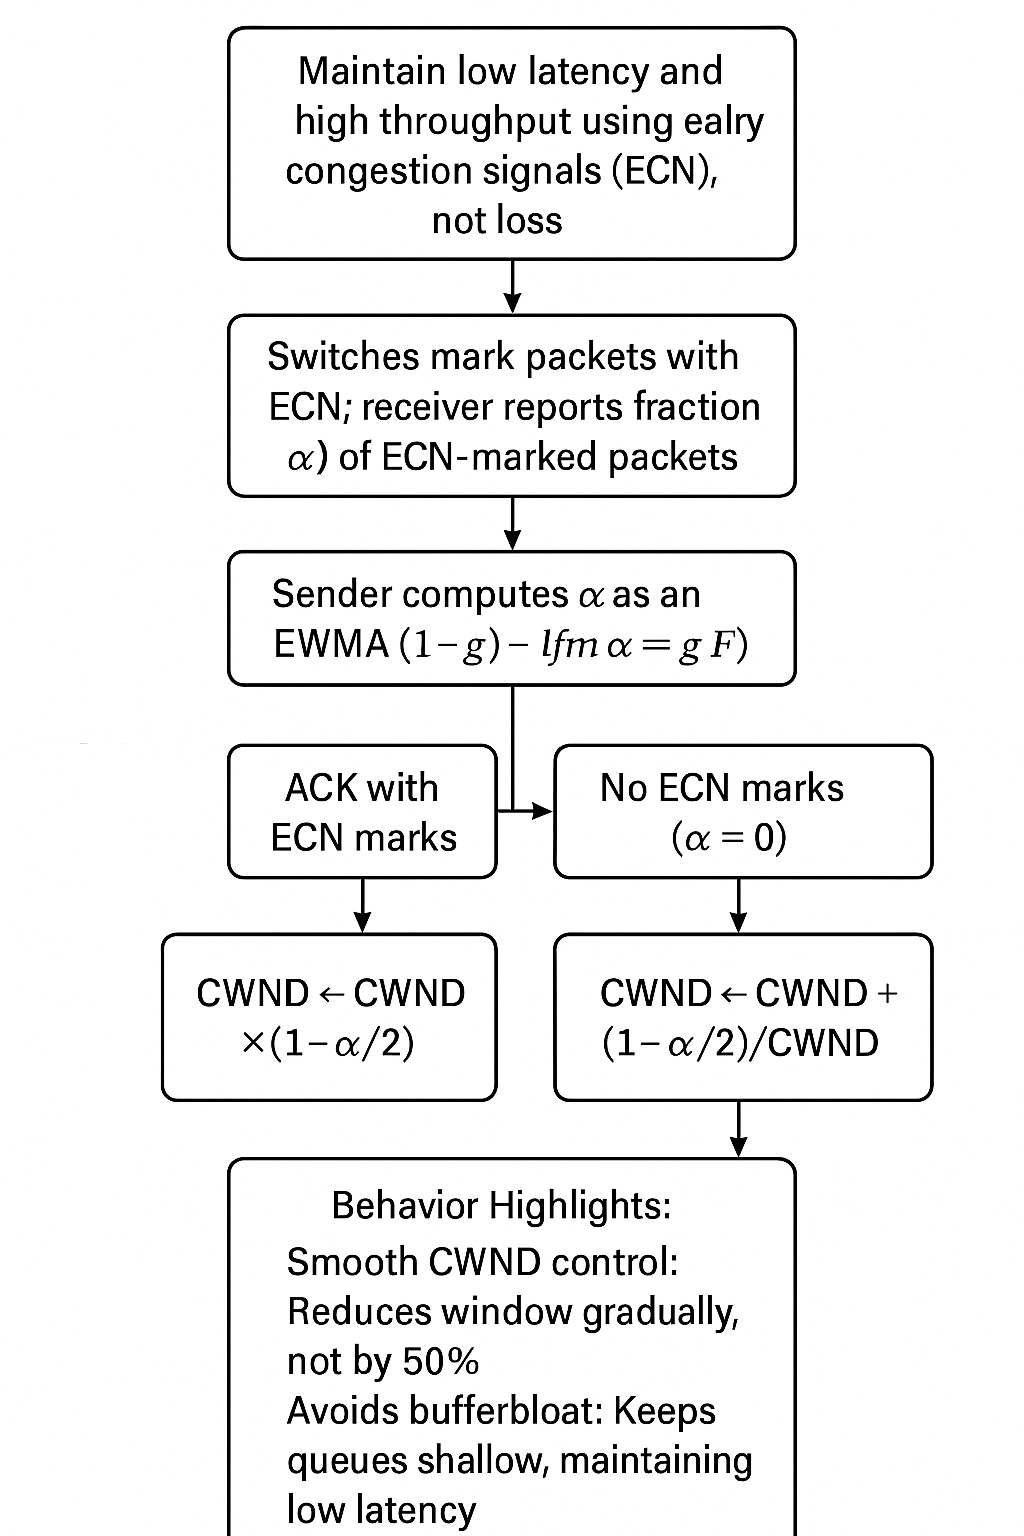 Maintain low latency and
high throughput using ealry
congestion signals (ECN),
not loss
Switches mark packets with
ECN; receiver reports fraction
α) of ECN-marked packets
Sender computes α as an
EWMA (1−g)− lfm α = g F)
ACK with
ECN marks
No ECN marks
(α = 0)
CWND ← CWND
×(1−α/2)
CWND ← CWND +
(1−α/2)/CWND
Behavior Highlights:
Smooth CWND control:
Reduces window gradually,
not by 50%
Avoids bufferbloat: Keeps
queues shallow, maintaining
low latency